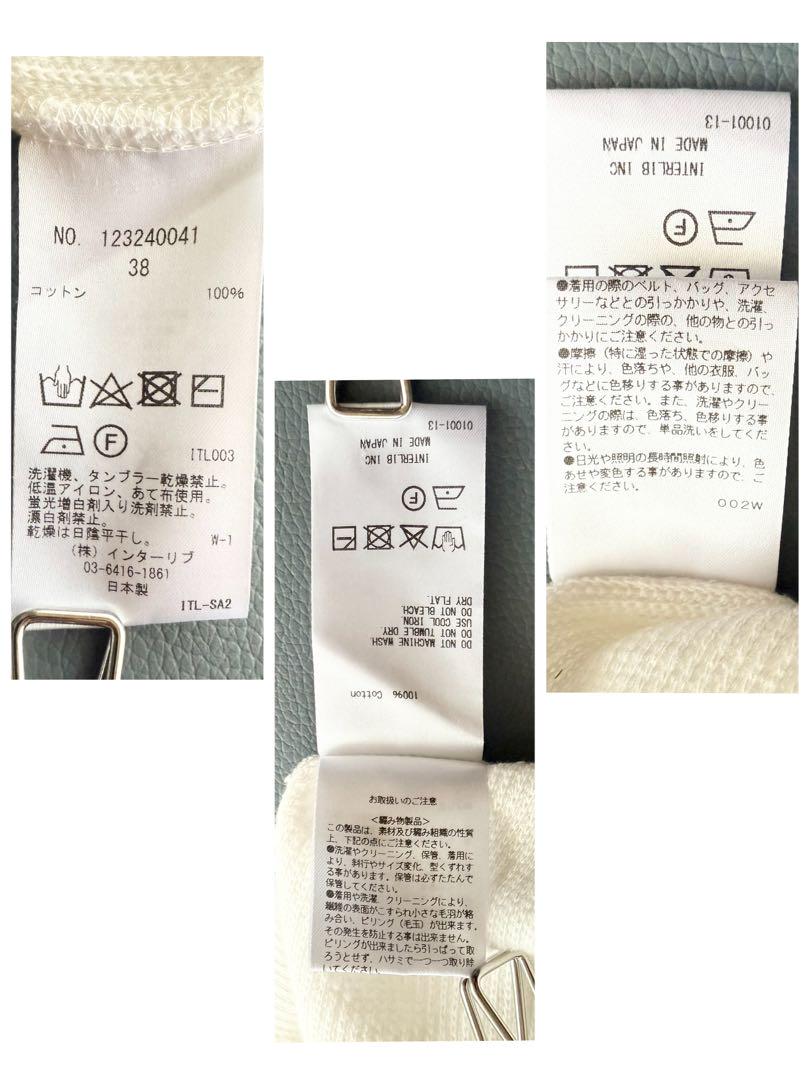 NO. 123240041
38
コットン 100%
F
ITL003
洗濯機、タンブラー乾燥禁止。
低温アイロン、あて布使用。
蛍光増白剤入り洗剤禁止。
漂白剤禁止。
乾燥は日陰平干し。
W-1
(株) インターリブ
03-6416-1861
日本製
ITL-SA2
01001-13
MADE IN JAPAN
INTERLIB INC
F
DRY FLAT.
DO NOT BLEACH.
USE COOL IRON.
DO NOT TUMBLE DRY.
DO NOT MACHINE WASH.
100% Cotton
お取扱いのご注意
<編み物製品>
この製品は、素材及び編み組織の性質
上、下記の点にご注意ください。
●洗濯やクリーニング、保管、着用に
より、斜行やサイズ変化、型くずれす
る事があります。保管は必ずたたんで
保管してください。
●着用や洗濯、クリーニングにより、
繊維の表面がこすられ小さな毛羽が絡
み合い、ピリング(毛玉)が出来ます。
その発生を防止する事は出来ません。
ピリングが出来ましたら引っぱって取
ろうとせず、ハサミで一つ一つ取り除
いてください。
01001-13
MADE IN JAPAN
INTERLIB INC
F
●着用の際のベルト、バッグ、アクセ
サリーなどとの引っかかりや、洗濯、
クリーニングの際の、他の物との引っ
かかりにご注意ください。
●摩擦(特に湿った状態での摩擦)や
汗により、色落ちや、他の衣服、バッ
グなどに色移りする事がありますので、
ご注意ください。また、洗濯やクリー
ニングの際は、色落ち、色移りする事
がありますので、単品洗いをしてくだ
さい。
●日光や照明の長時間照射により、色
あせや変色する事がありますので、ご
注意ください。
002W